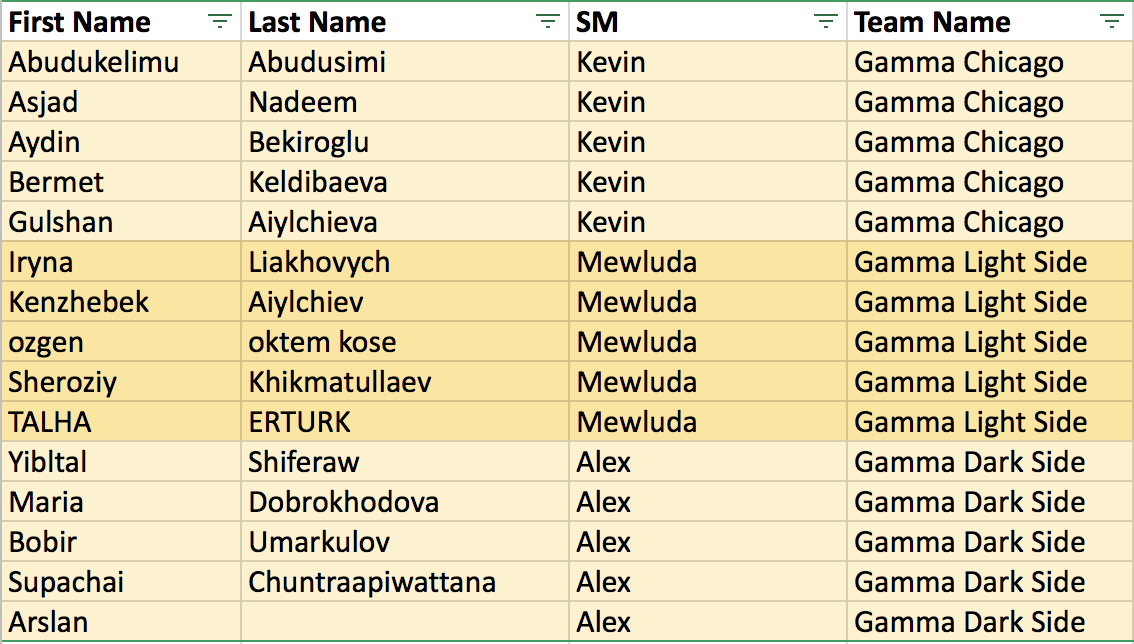 First Name Last Name SM Team Name
Abudukelimu Abudusimi Kevin Gamma Chicago
Asjad Nadeem Kevin Gamma Chicago
Aydin Bekiroglu Kevin Gamma Chicago
Bermet Keldibaeva Kevin Gamma Chicago
Gulshan Aiylchieva Kevin Gamma Chicago
Iryna Liakhovych Mewluda Gamma Light Side
Kenzhebek Aiylchiev Mewluda Gamma Light Side
ozgen oktem kose Mewluda Gamma Light Side
Sheroziy Khikmatullaev Mewluda Gamma Light Side
TALHA ERTURK Mewluda Gamma Light Side
Yibltal Shiferaw Alex Gamma Dark Side
Maria Dobrokhodova Alex Gamma Dark Side
Bobir Umarkulov Alex Gamma Dark Side
Supachai Chuntraapiwattana Alex Gamma Dark Side
Arslan Alex Gamma Dark Side